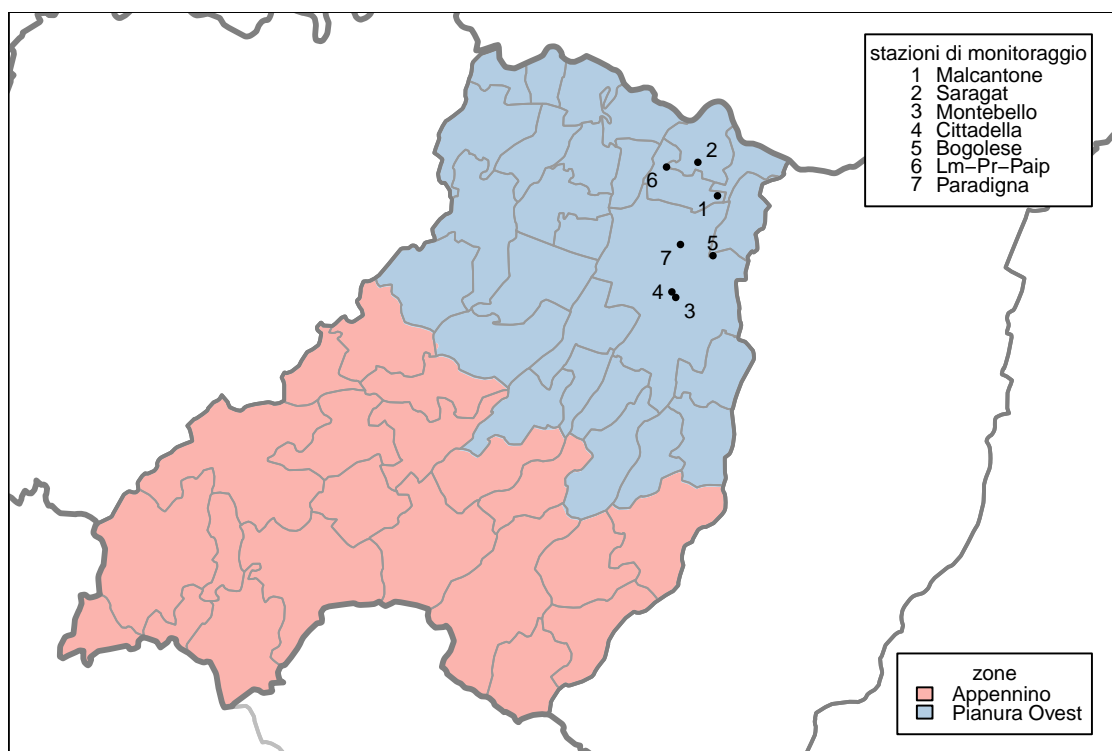 stazioni di monitoraggio
1 Malcantone
2 Saragat
3 Montebello
4 Cittadella
5 Bogolese
6 Lm−Pr−Paip
7 Paradigna
2
6
1
5
7
4
3
zone
Appennino
Pianura Ovest